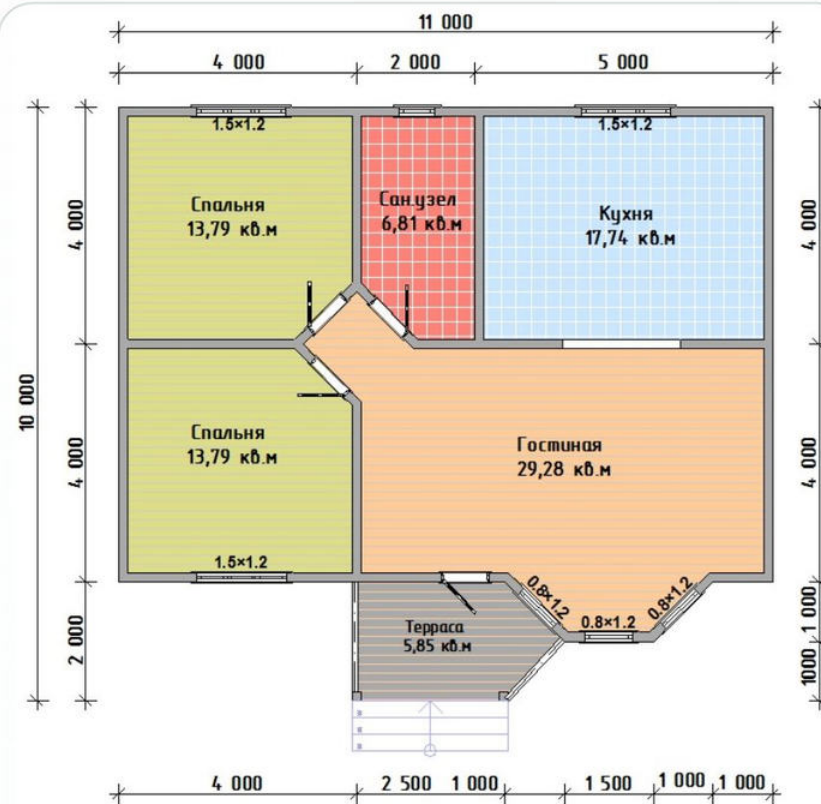 11 000
4 000
2 000
5 000
1.5×1.2
1.5×1.2
Спальня
13,79 кв.м
Сан.узел
6,81 кв.м
Кухня
17,74 кв.м
4 000
4 000
10 000
Спальня
13,79 кв.м
Гостиная
29,28 кв.м
4 000
4 000
1.5×1.2
0.8×1.2
0.8×1.2
0.8×1.2
Терраса
5,85 кв.м
2 000
1 000
1000
4 000
2 500
1 000
1 500
1 000
1 000